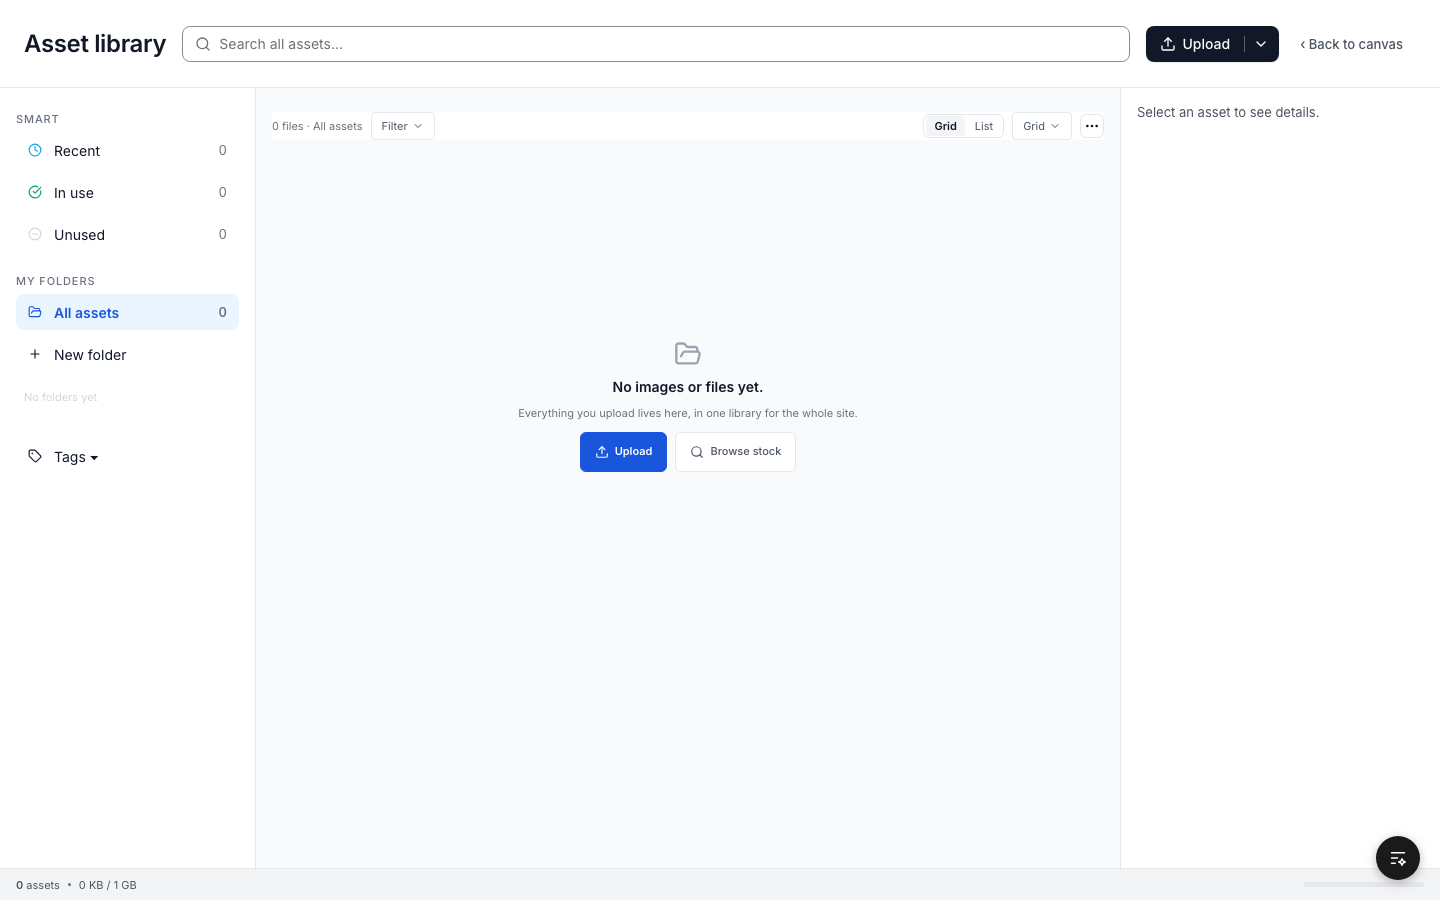 Asset library
Search all assets...
Upload
‹ Back to canvas
SMART
Recent 0
In use 0
Unused 0
MY FOLDERS
All assets 0
New folder
No folders yet
Tags
0 files · All assets
Filter
Grid List
Grid
No images or files yet.
Everything you upload lives here, in one library for the whole site.
Upload
Browse stock
Select an asset to see details.
0 assets • 0 KB / 1 GB